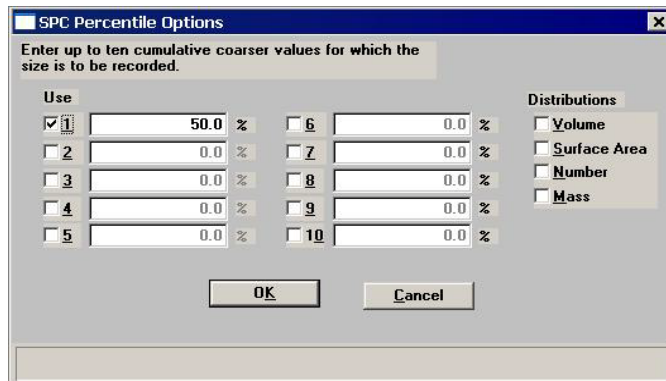 SPC Percentile Options
Enter up to ten cumulative coarser values for which the
size is to be recorded.
Use
Distributions
1 50.0 % 6 0.0 % Volume
2 0.0 % 7 0.0 % Surface Area
3 0.0 % 8 0.0 % Number
4 0.0 % 9 0.0 % Mass
5 0.0 % 10 0.0 %
OK Cancel